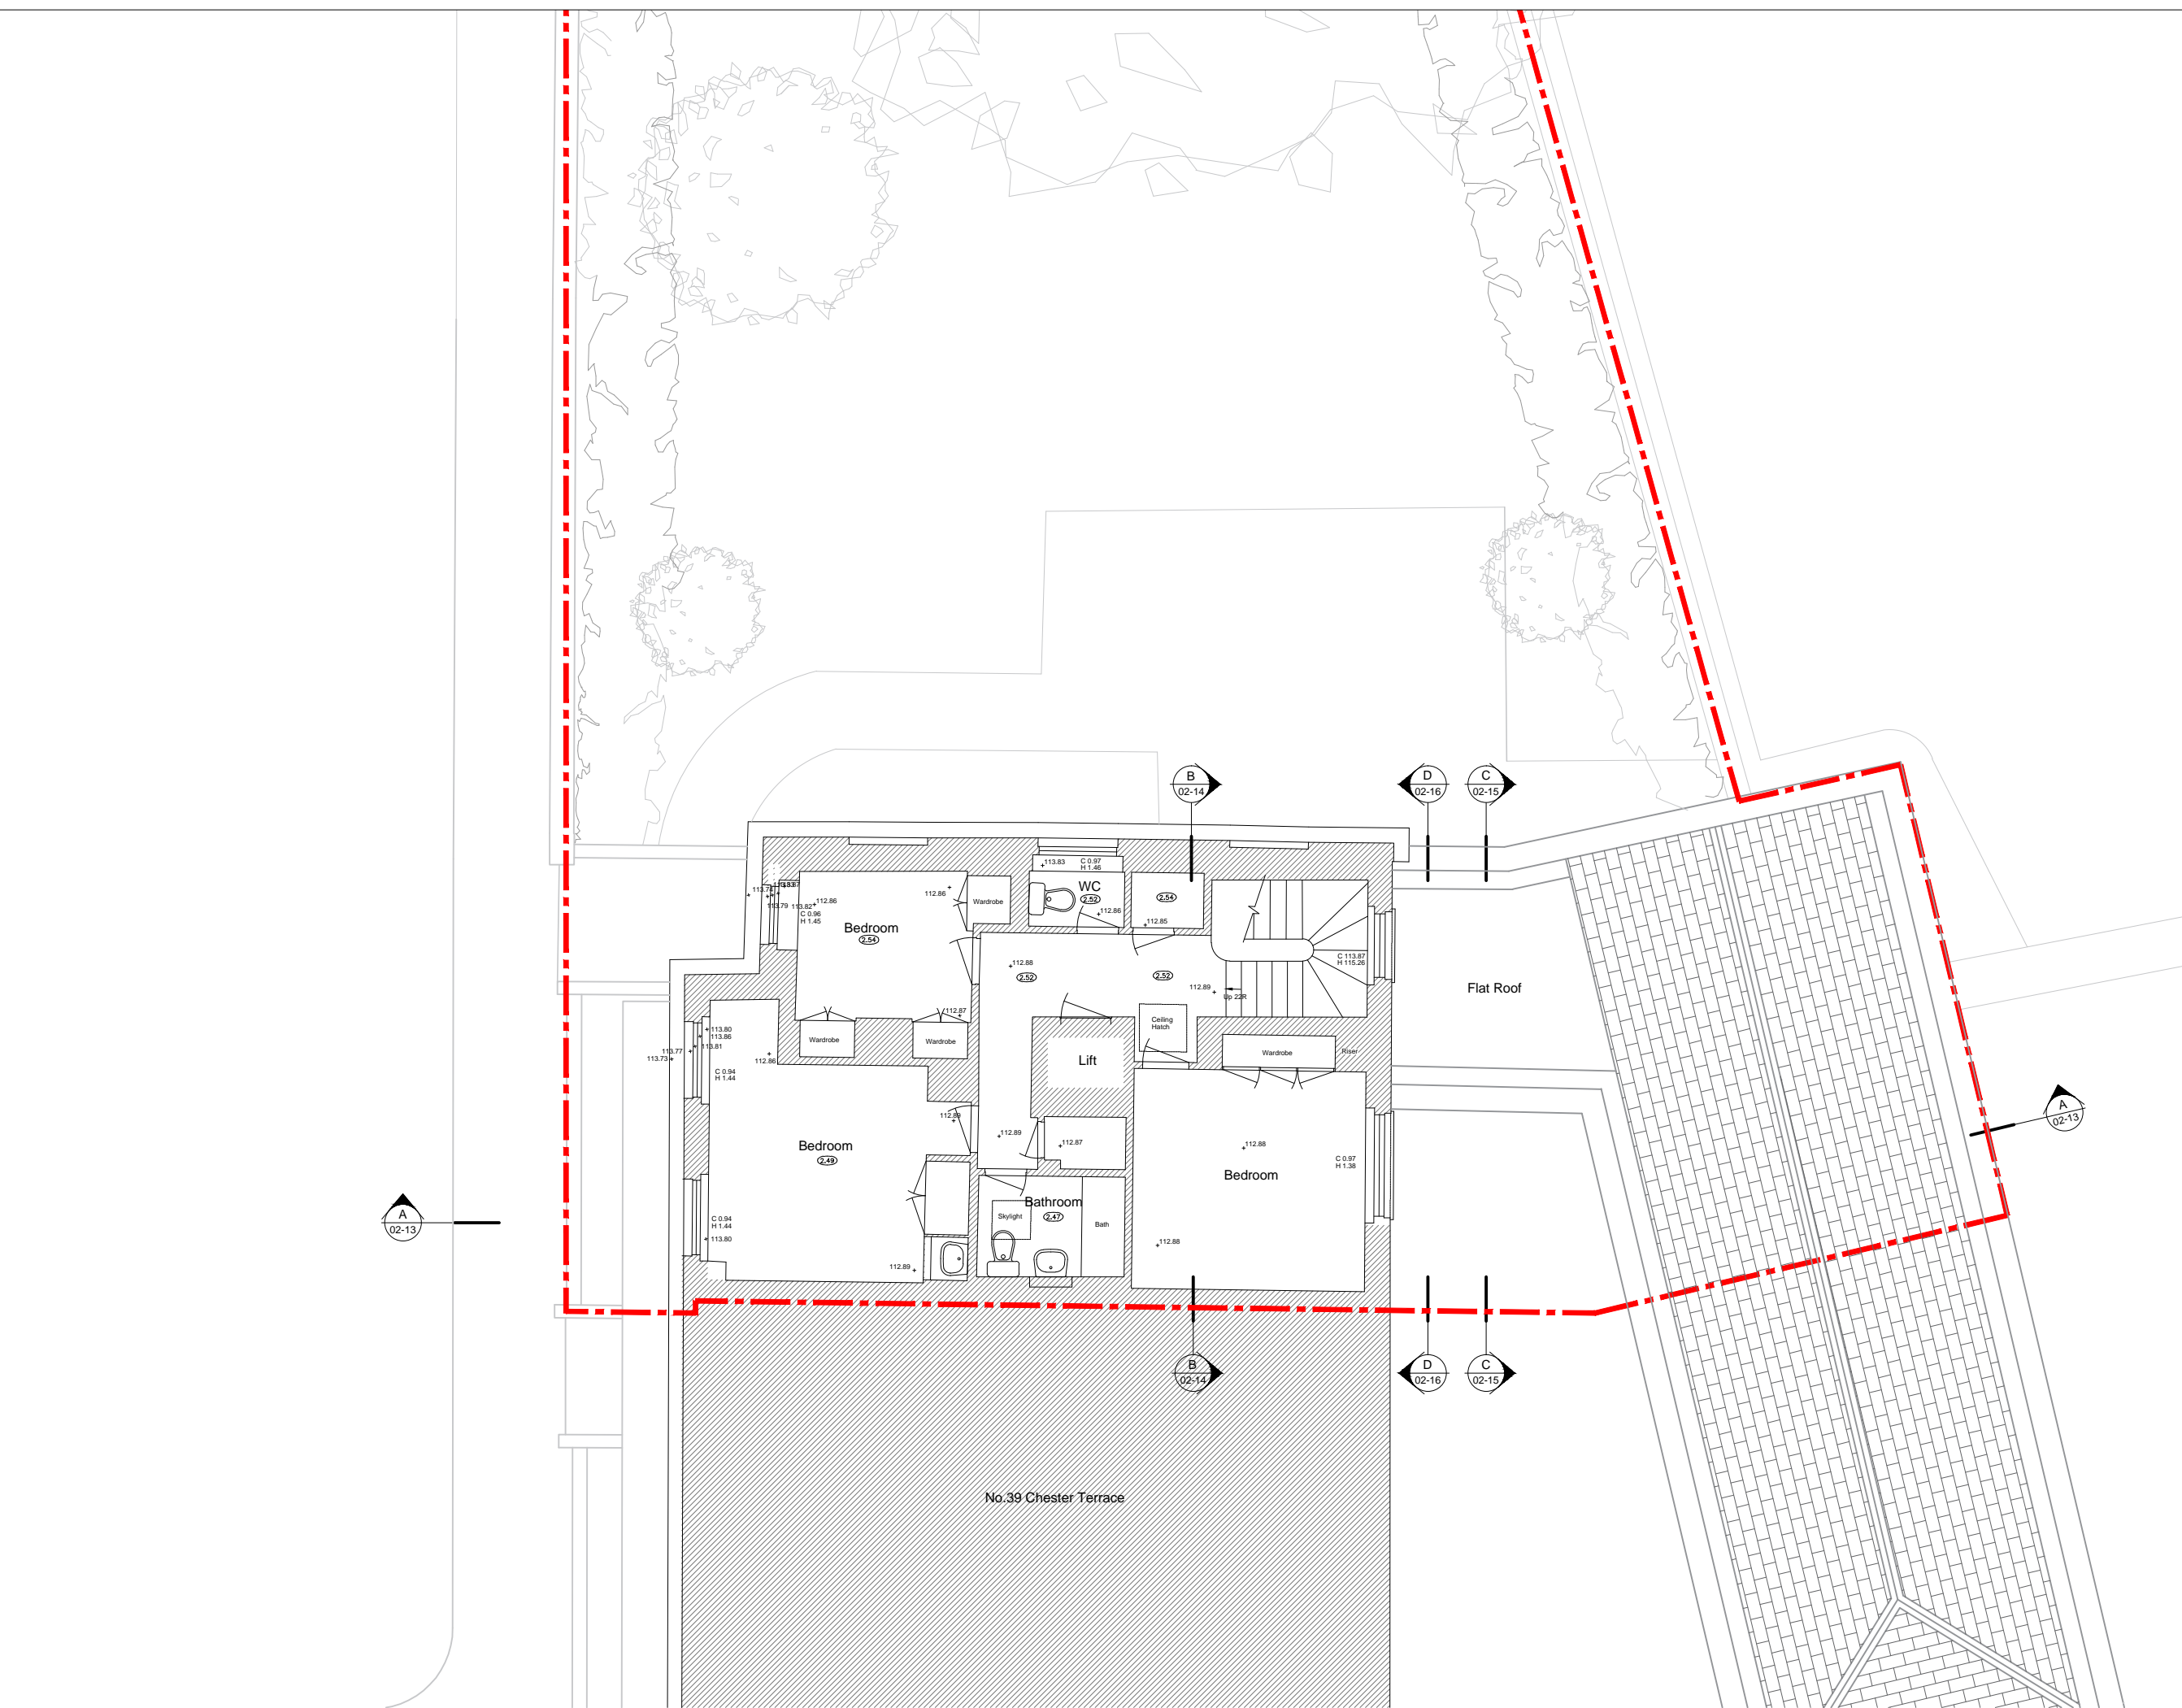 B
02-14
D
02-16
C
02-15
113.83
C 0.97
H 1.46
WC
2.52
112.86
2.54
112.85
113.74
113.79
113.82
112.86
C 0.96
H 1.45
112.86
Wardrobe
Bedroom
2.54
112.88
2.52
2.52
112.89
Up 22R
C 113.87
H 115.26
Flat Roof
112.87
Ceiling
Hatch
113.80
113.86
113.81
113.77
113.73
112.86
Wardrobe
Wardrobe
Lift
Wardrobe
Riser
C 0.94
H 1.44
112.89
112.89
112.87
112.88
Bedroom
2.49
Bedroom
C 0.97
H 1.38
A
02-13
A
02-13
Bathroom
2.47
Skylight
Bath
C 0.94
H 1.44
113.80
112.89
112.88
B
02-14
D
02-16
C
02-15
No.39 Chester Terrace